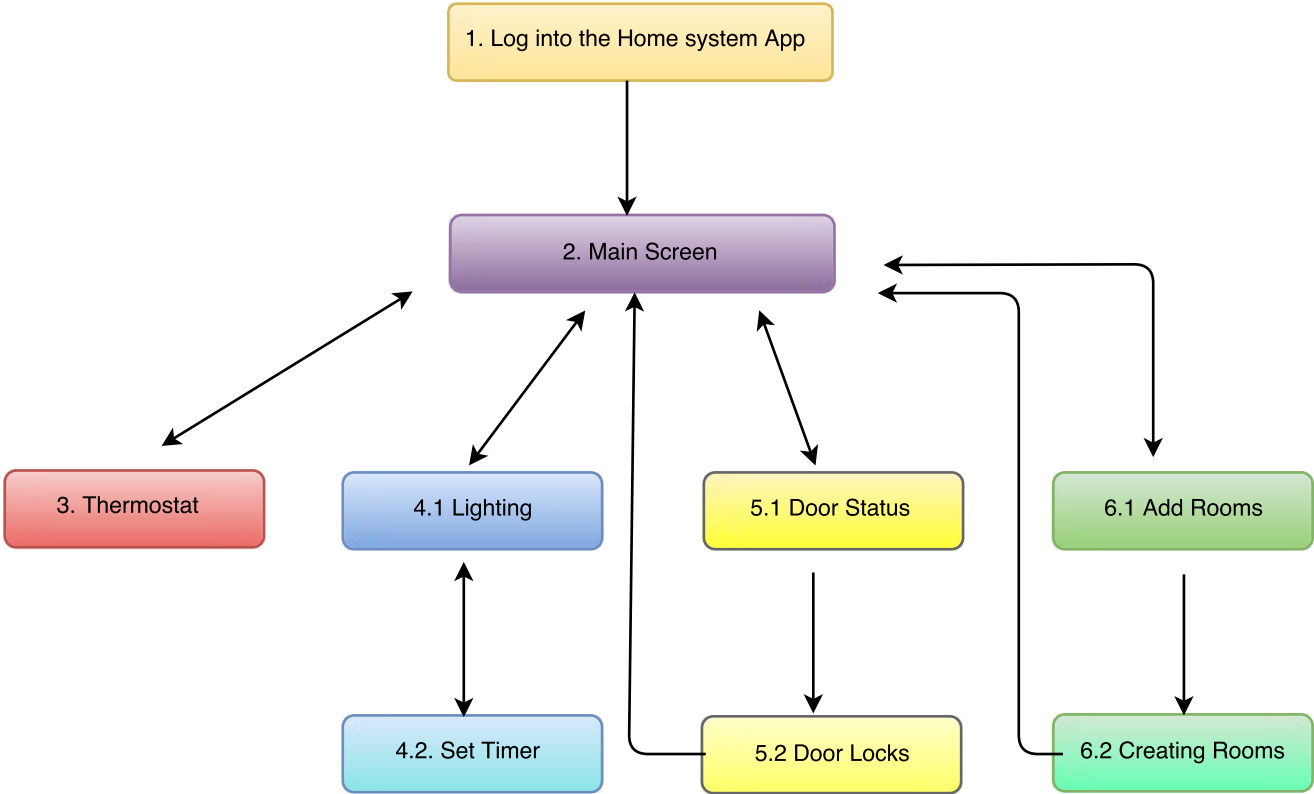 1. Log into the Home system App
2. Main Screen
3. Thermostat
4.1 Lighting
5.1 Door Status
6.1 Add Rooms
4.2. Set Timer
5.2 Door Locks
6.2 Creating Rooms